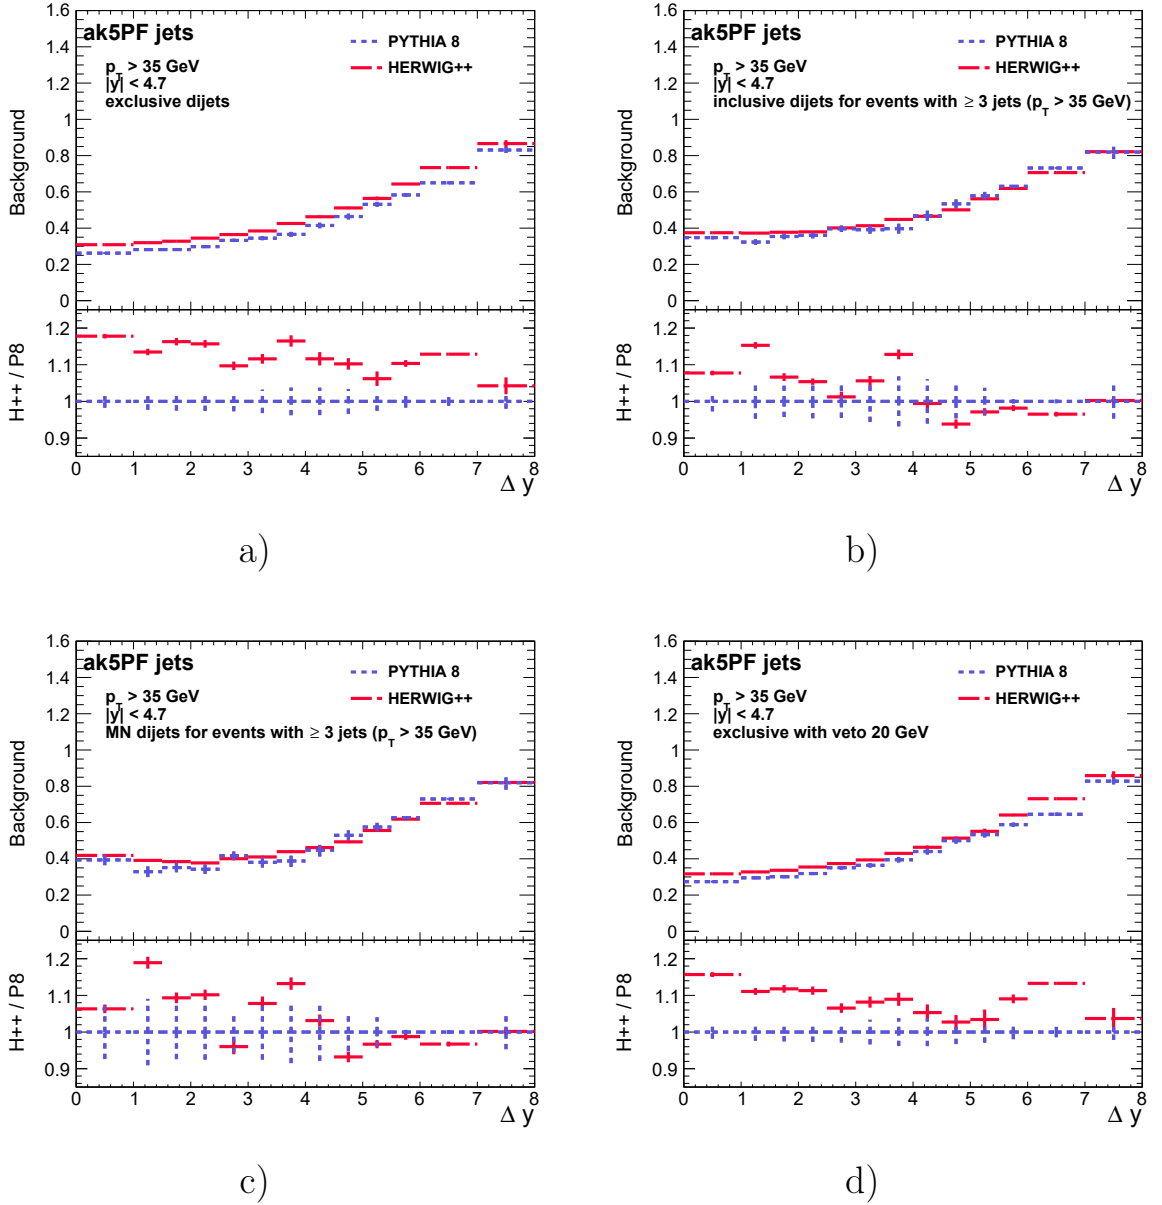 ak5PF jets
p_T > 35 GeV
|y| < 4.7
exclusive dijets
PYTHIA 8
HERWIG++
Background
1.6
1.4
1.2
1
0.8
0.6
0.4
0.2
0
H++ / P8
1.2
1.1
1
0.9
0 1 2 3 4 5 6 7 8
Δ y
a)
ak5PF jets
p_T > 35 GeV
|y| < 4.7
inclusive dijets for events with ≥ 3 jets (p_T > 35 GeV)
PYTHIA 8
HERWIG++
Background
1.6
1.4
1.2
1
0.8
0.6
0.4
0.2
0
H++ / P8
1.2
1.1
1
0.9
0 1 2 3 4 5 6 7 8
Δ y
b)
ak5PF jets
p_T > 35 GeV
|y| < 4.7
MN dijets for events with ≥ 3 jets (p_T > 35 GeV)
PYTHIA 8
HERWIG++
Background
1.6
1.4
1.2
1
0.8
0.6
0.4
0.2
0
H++ / P8
1.2
1.1
1
0.9
0 1 2 3 4 5 6 7 8
Δ y
c)
ak5PF jets
p_T > 35 GeV
|y| < 4.7
exclusive with veto 20 GeV
PYTHIA 8
HERWIG++
Background
1.6
1.4
1.2
1
0.8
0.6
0.4
0.2
0
H++ / P8
1.2
1.1
1
0.9
0 1 2 3 4 5 6 7 8
Δ y
d)